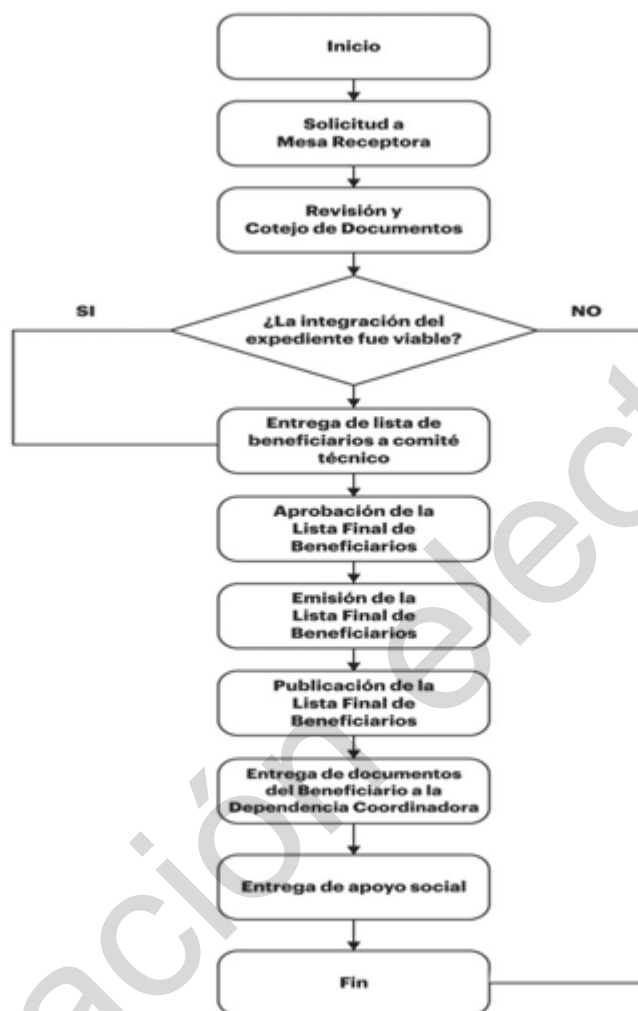 Inicio
Solicitud a
Mesa Receptora
Revisión y
Cotejo de Documentos
SI
¿La integración del
expediente fue viable?
NO
Entrega de lista de
beneficiarios a comité
técnico
Aprobación de la
Lista Final de
Beneficiarios
Emisión de la
Lista Final de
Beneficiarios
Publicación de la
Lista Final de
Beneficiarios
Entrega de documentos
del Beneficiario a la
Dependencia Coordinadora
Entrega de apoyo social
Fin